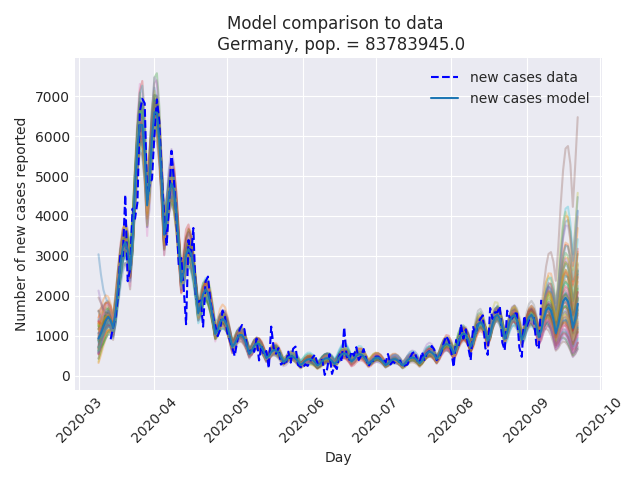 Model comparison to data
Germany, pop. = 83783945.0
new cases data
new cases model
Number of new cases reported
7000
6000
5000
4000
3000
2000
1000
0
2020-03
2020-04
2020-05
2020-06
2020-07
2020-08
2020-09
2020-10
Day